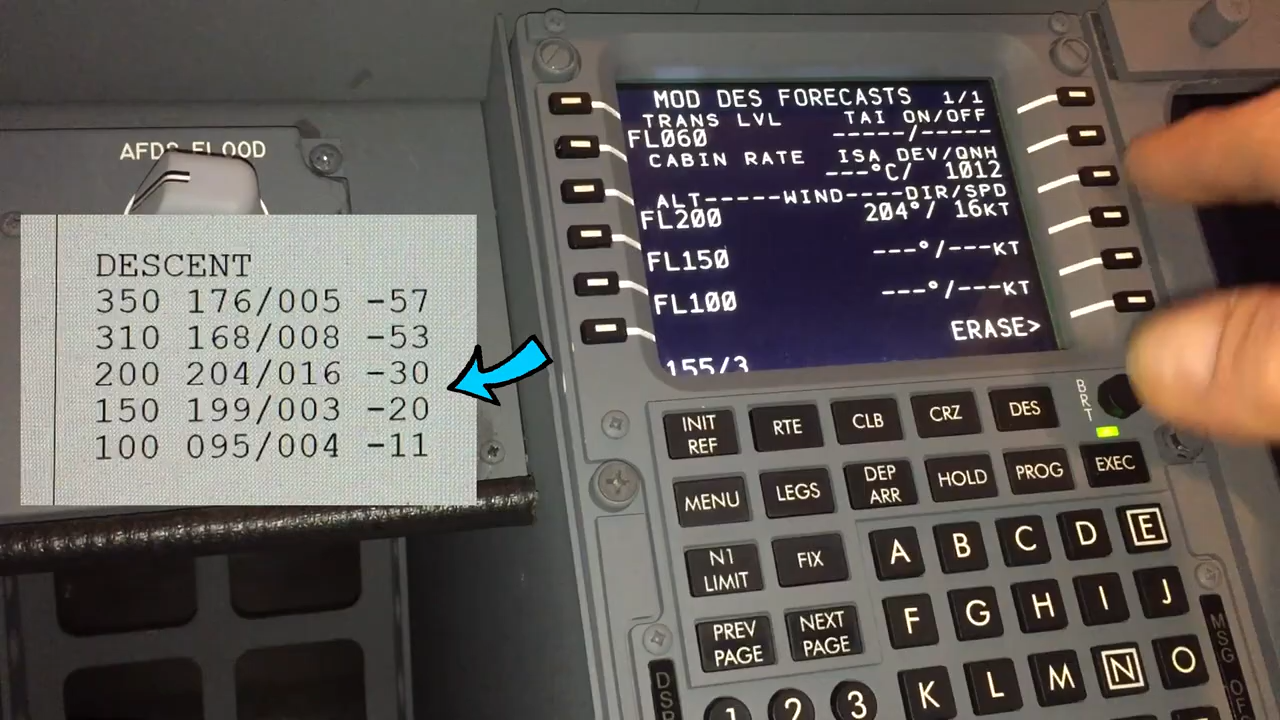 AFDS FLOOD
DESCENT
350 176/005 -57
310 168/008 -53
200 204/016 -30
150 199/003 -20
100 095/004 -11
MOD DES FORECASTS 1/1
TRANS LVL TAI ON/OFF
FL060 -----/-----
CABIN RATE ISA DEV/QNH
---°C/ 1012
ALT-----WIND----DIR/SPD
FL200 204°/ 16KT
FL150 ---°/---KT
FL100 ---°/---KT
ERASE>
155/3
BRT
INIT REF
RTE
CLB
CRZ
DES
MENU
LEGS
DEP ARR
HOLD
PROG
EXEC
N1 LIMIT
FIX
A B C D E
PREV PAGE
NEXT PAGE
F G H I J
K L M N O
1 2 3
MSG
OF
DSP